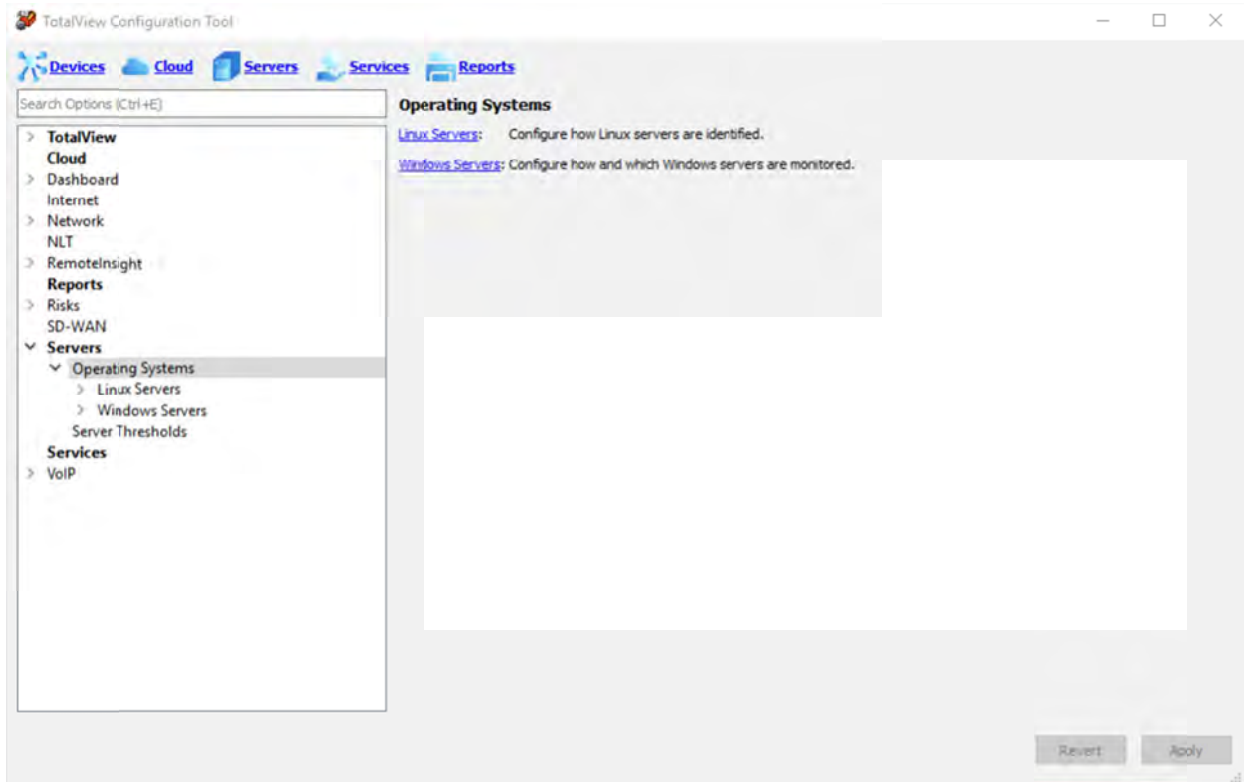 TotalView Configuration Tool
Devices Cloud Servers Services Reports
Search Options (Ctrl+E)
Operating Systems
Linux Servers: Configure how Linux servers are identified.
Windows Servers: Configure how and which Windows servers are monitored.
TotalView
Cloud
Dashboard
Internet
Network
NLT
RemoteInsight
Reports
Risks
SD-WAN
Servers
Operating Systems
Linux Servers
Windows Servers
Server Thresholds
Services
VoIP
Revert Apply